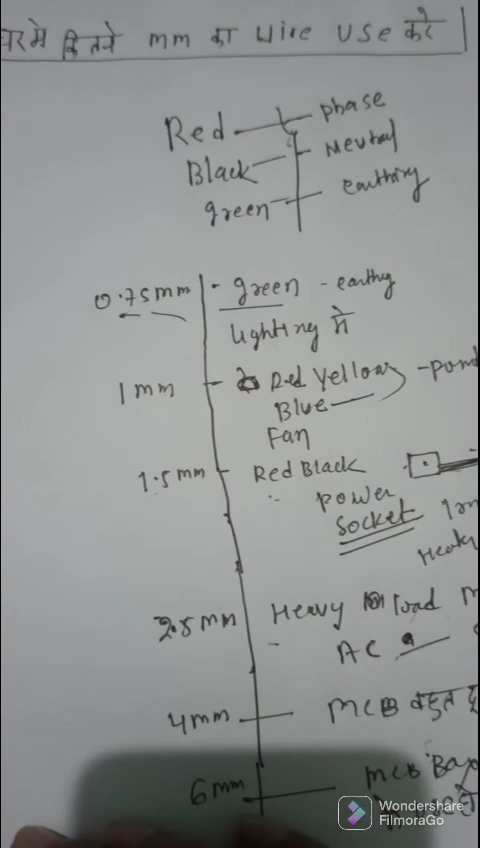 घर मे कितने mm का wire use करे
Red phase
Black Neutral
green earthing
0.75mm green - earthing
lighting में
1mm Red Yellow
Blue
Fan
1.5mm Red Black
power
socket
2.5mm Heavy load
AC
4mm MCB बहुत
6mm MCB
Wondershare
FilmoraGo